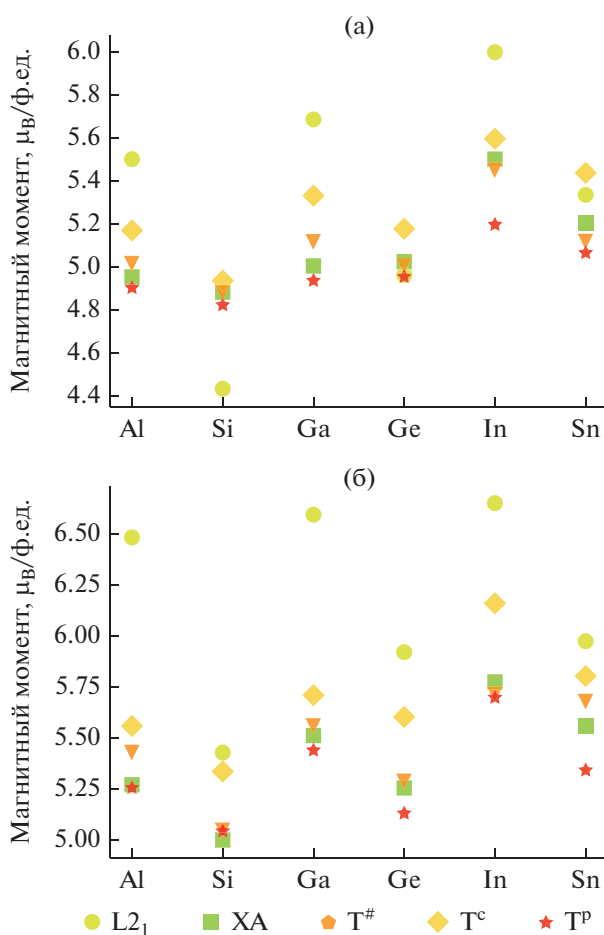 (а)
Магнитный момент, μB/ф.ед.
6.0
5.8
5.6
5.4
5.2
5.0
4.8
4.6
4.4
Al Si Ga Ge In Sn
(б)
Магнитный момент, μB/ф.ед.
6.50
6.25
6.00
5.75
5.50
5.25
5.00
Al Si Ga Ge In Sn
L2₁ XA T# Tᶜ Tᵖ